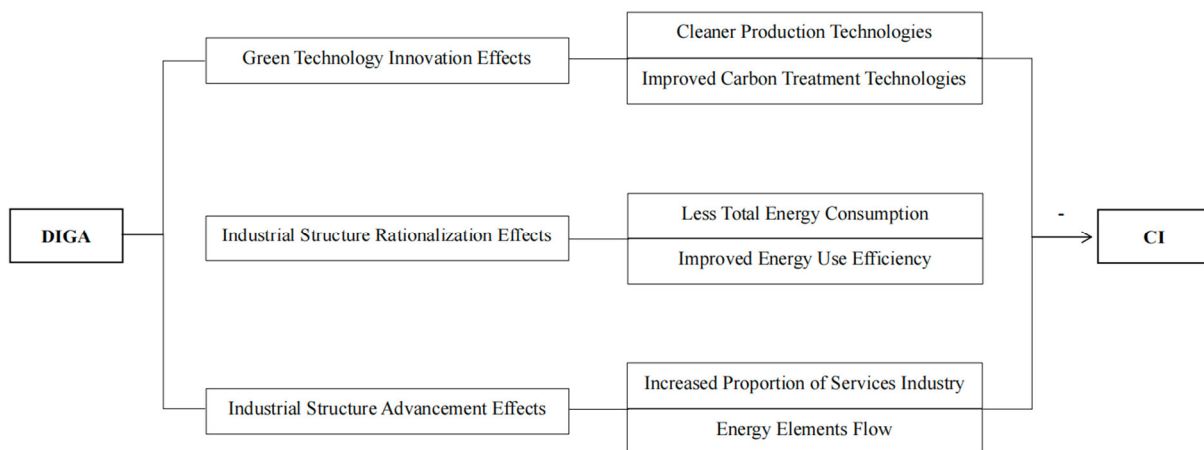 Cleaner Production Technologies
Green Technology Innovation Effects
Improved Carbon Treatment Technologies
Less Total Energy Consumption
-
DIGA
Industrial Structure Rationalization Effects
CI
Improved Energy Use Efficiency
Increased Proportion of Services Industry
Industrial Structure Advancement Effects
Energy Elements Flow